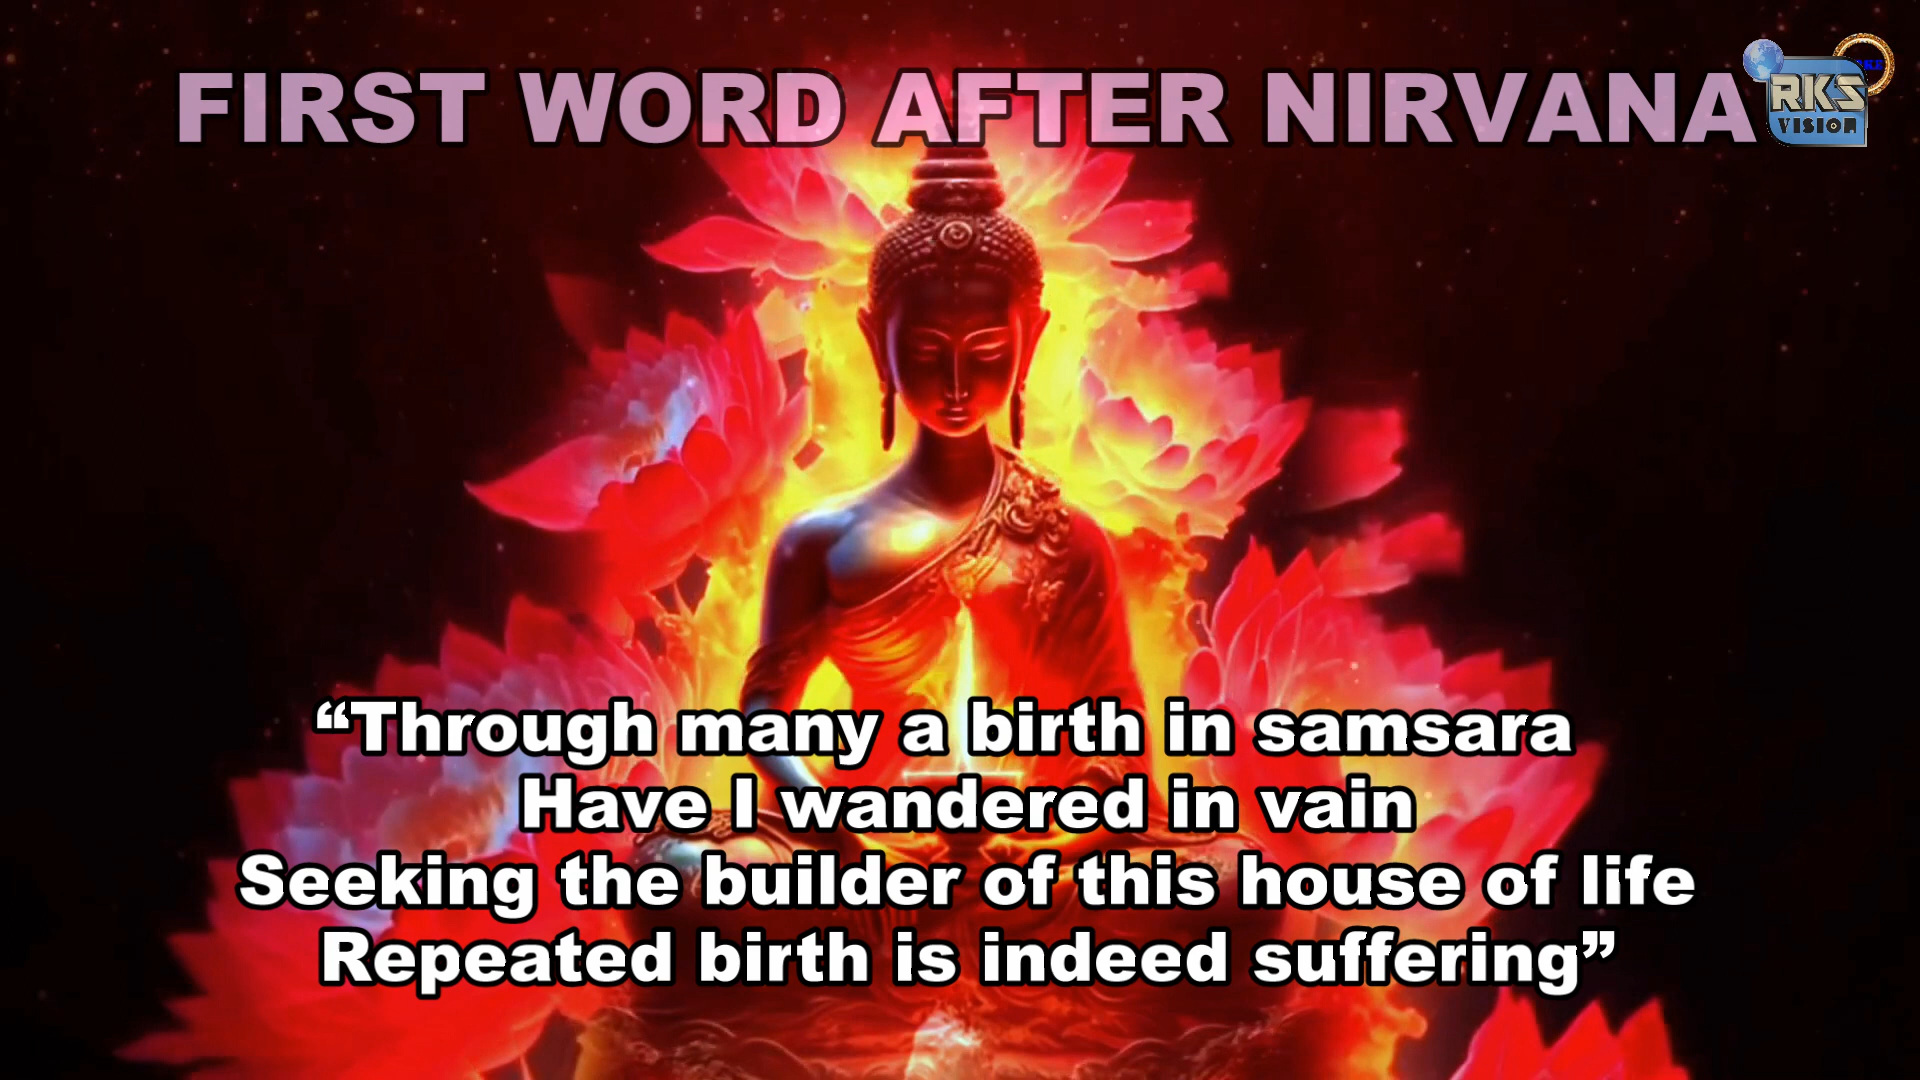 FIRST WORD AFTER NIRVANA
RKS
VISION
“Through many a birth in samsara
Have I wandered in vain
Seeking the builder of this house of life
Repeated birth is indeed suffering”